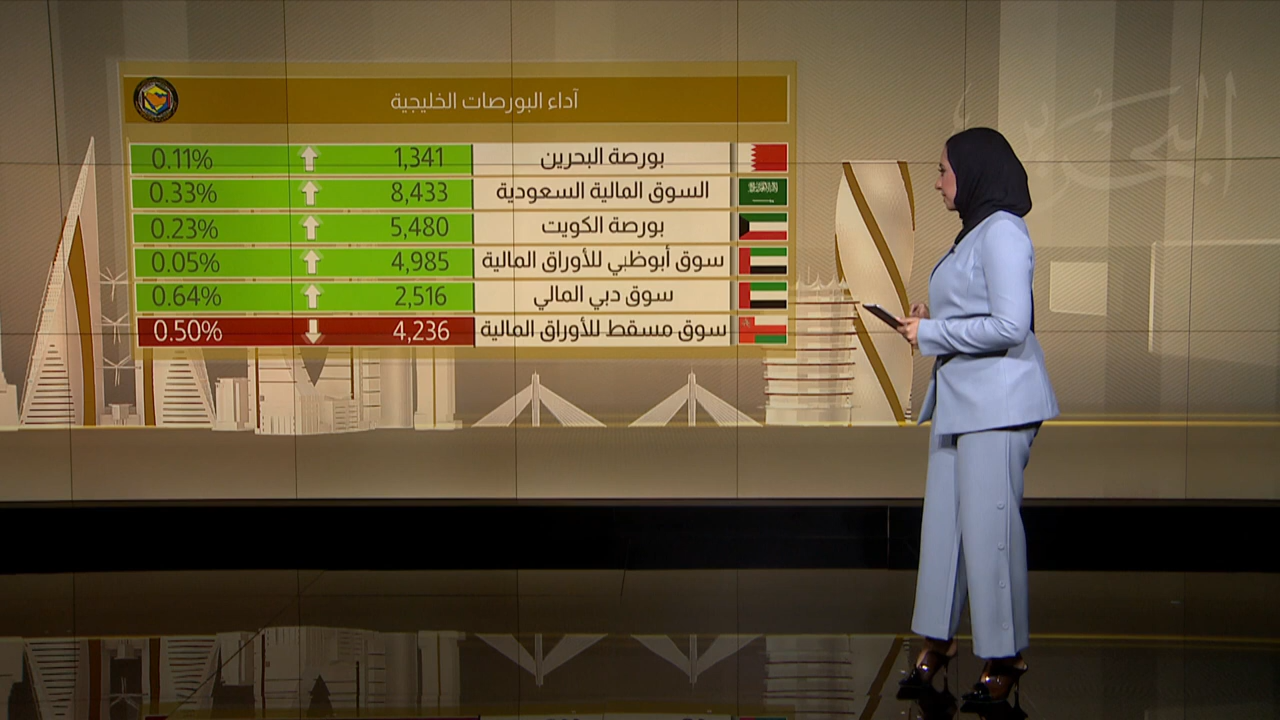 آداء البورصات الخليجية
بورصة البحرين 1,341 0.11%
السوق المالية السعودية 8,433 0.33%
بورصة الكويت 5,480 0.23%
سوق أبوظبي للأوراق المالية 4,985 0.05%
سوق دبي المالي 2,516 0.64%
سوق مسقط للأوراق المالية 4,236 0.50%